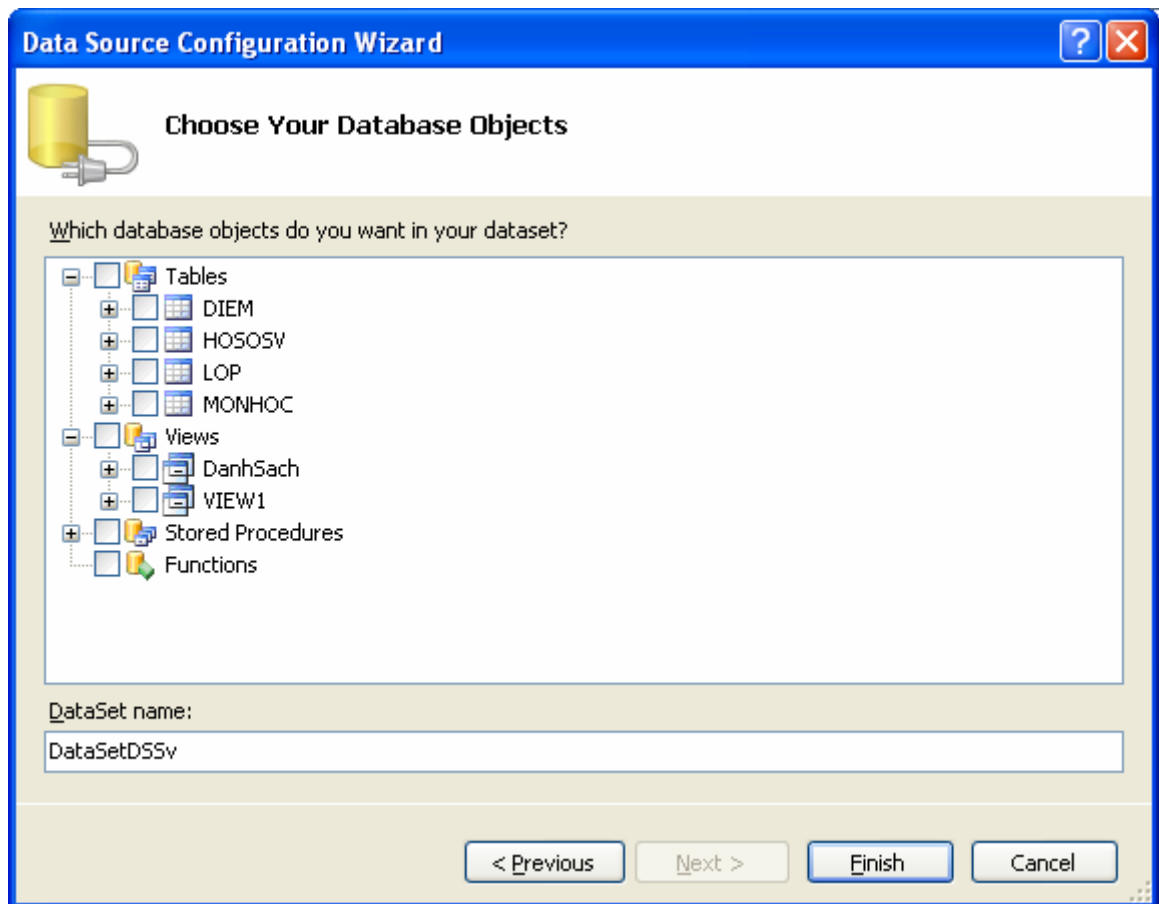 Data Source Configuration Wizard
Choose Your Database Objects
Which database objects do you want in your dataset?
Tables
DIEM
HOSOSV
LOP
MONHOC
Views
DanhSach
VIEW1
Stored Procedures
Functions
DataSet name:
DataSetDSSv
< Previous Next > Finish Cancel